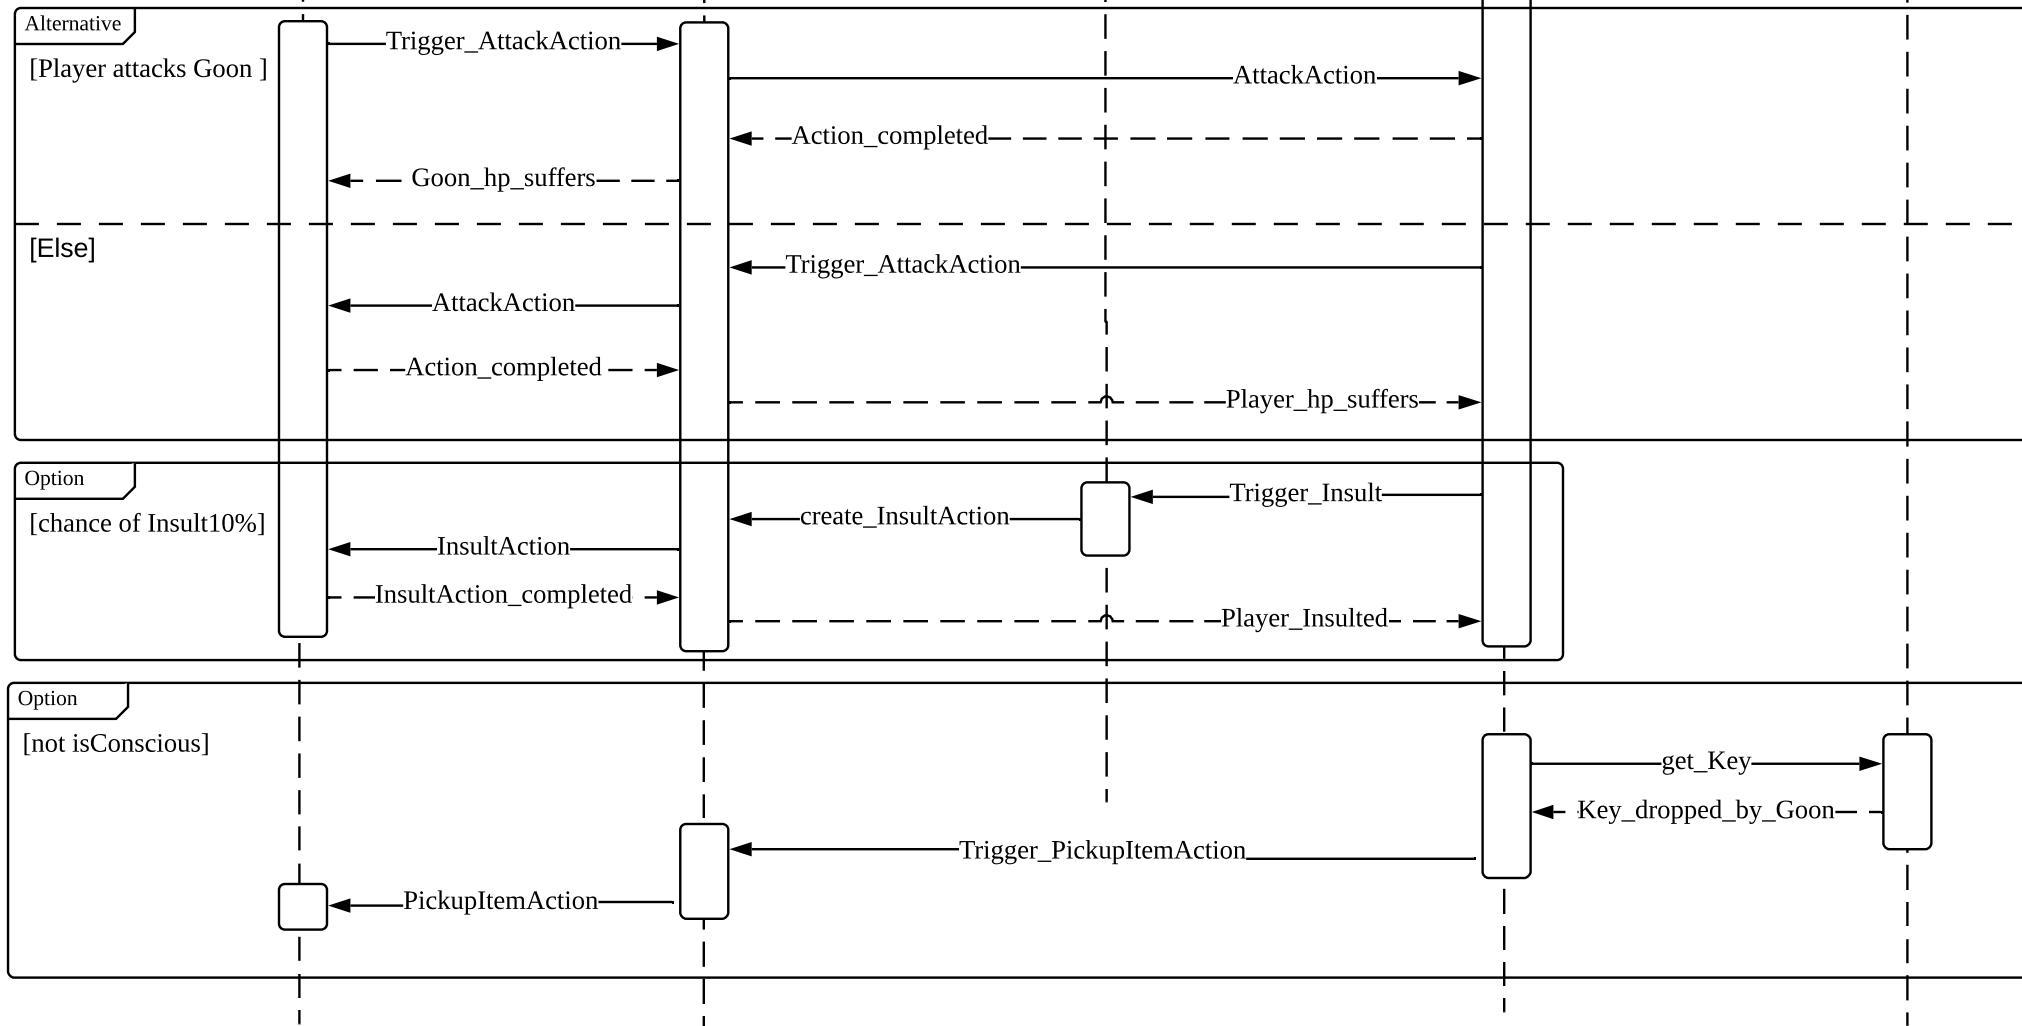 Alternative
[Player attacks Goon ]
Trigger_AttackAction
AttackAction
Action_completed
Goon_hp_suffers
[Else]
Trigger_AttackAction
AttackAction
Action_completed
Player_hp_suffers
Option
[chance of Insult10%]
Trigger_Insult
create_InsultAction
InsultAction
InsultAction_completed
Player_Insulted
Option
[not isConscious]
get_Key
Key_dropped_by_Goon
Trigger_PickupItemAction
PickupItemAction